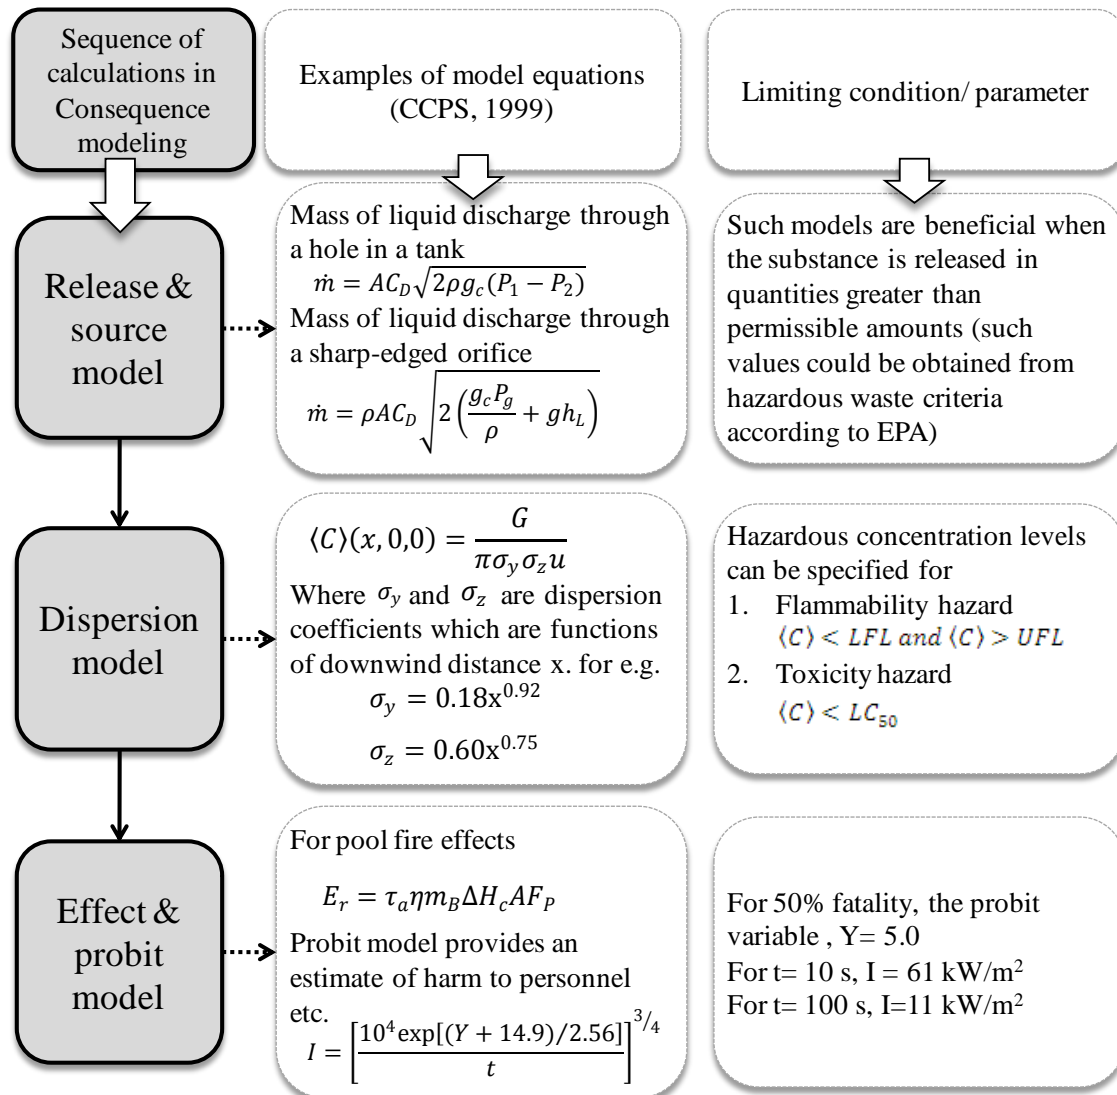 Sequence of
calculations in
Consequence
modeling
Examples of model equations
(CCPS, 1999)
Limiting condition/ parameter
Release &
source
model
Mass of liquid discharge through
a hole in a tank
ṁ = AC_D√(2ρg_c(P_1 − P_2))
Mass of liquid discharge through
a sharp-edged orifice
ṁ = ρAC_D√(2(g_cP_g/ρ + gh_L))
Such models are beneficial when
the substance is released in
quantities greater than
permissible amounts (such
values could be obtained from
hazardous waste criteria
according to EPA)
Dispersion
model
⟨C⟩(x, 0,0) = G/(πσ_yσ_zu)
Where σ_y and σ_z are dispersion
coefficients which are functions
of downwind distance x. for e.g.
σ_y = 0.18x^0.92
σ_z = 0.60x^0.75
Hazardous concentration levels
can be specified for
1. Flammability hazard
⟨C⟩ < LFL and ⟨C⟩ > UFL
2. Toxicity hazard
⟨C⟩ < LC_50
Effect &
probit
model
For pool fire effects
E_r = τ_aηm_BΔH_cAF_P
Probit model provides an
estimate of harm to personnel
etc.
I = [10^4 exp[(Y + 14.9)/2.56]/t]^3/4
For 50% fatality, the probit
variable , Y= 5.0
For t= 10 s, I = 61 kW/m²
For t= 100 s, I=11 kW/m²